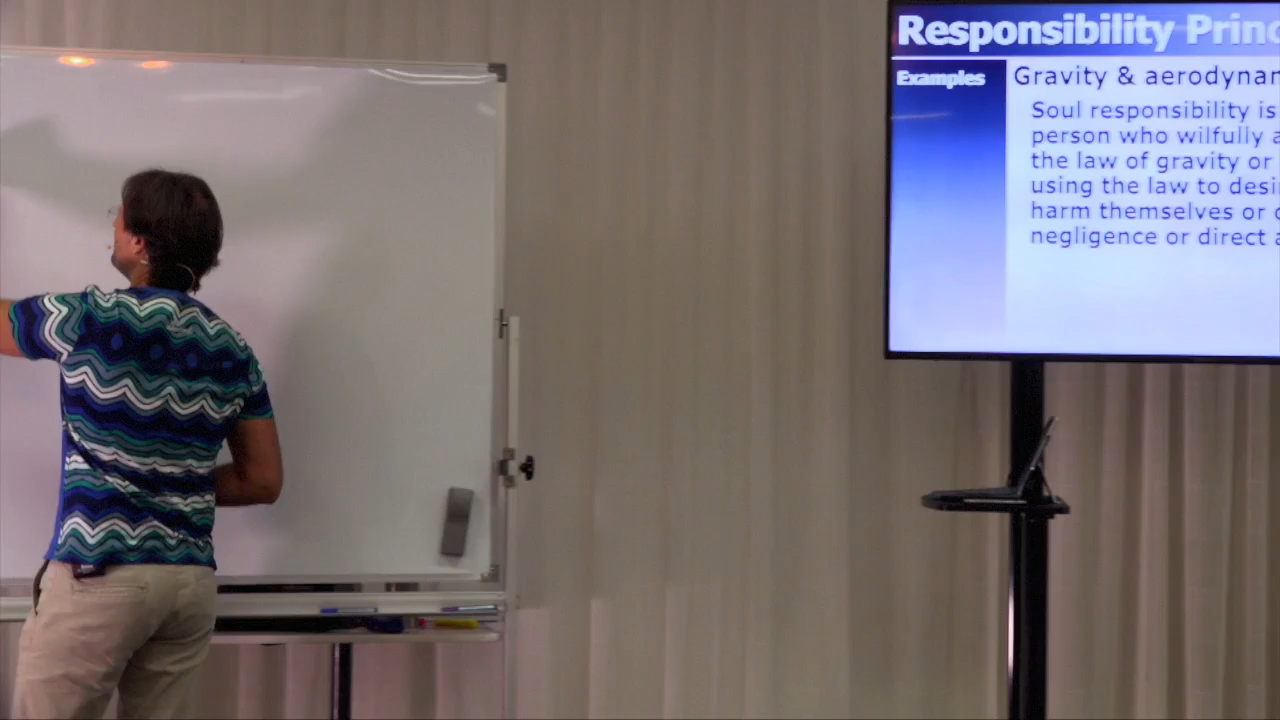 Responsibility Princ
Examples
Gravity & aerodynam
Soul responsibility is
person who wilfully a
the law of gravity or
using the law to desi
harm themselves or o
negligence or direct a